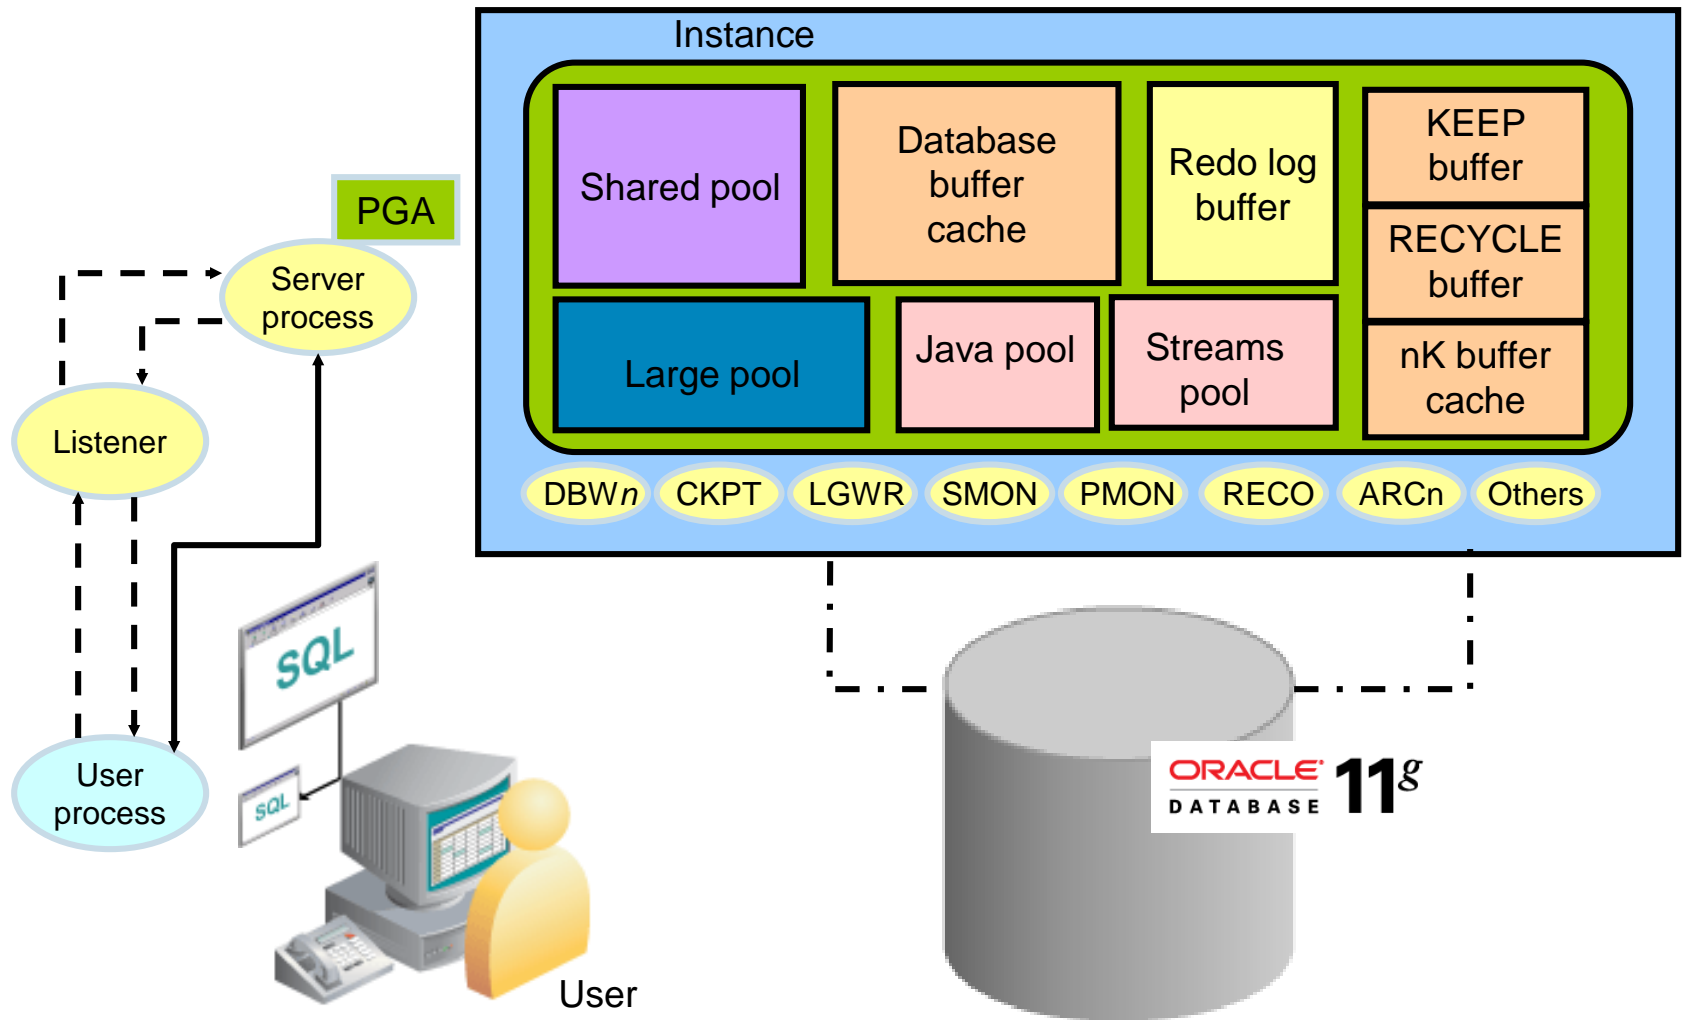 Instance
Shared pool
Database
buffer
cache
Redo log
buffer
KEEP
buffer
RECYCLE
buffer
nK buffer
cache
Large pool
Java pool
Streams
pool
DBWn
CKPT
LGWR
SMON
PMON
RECO
ARCn
Others
PGA
Server
process
Listener
User
process
SQL
SQL
User
ORACLE
DATABASE
11g